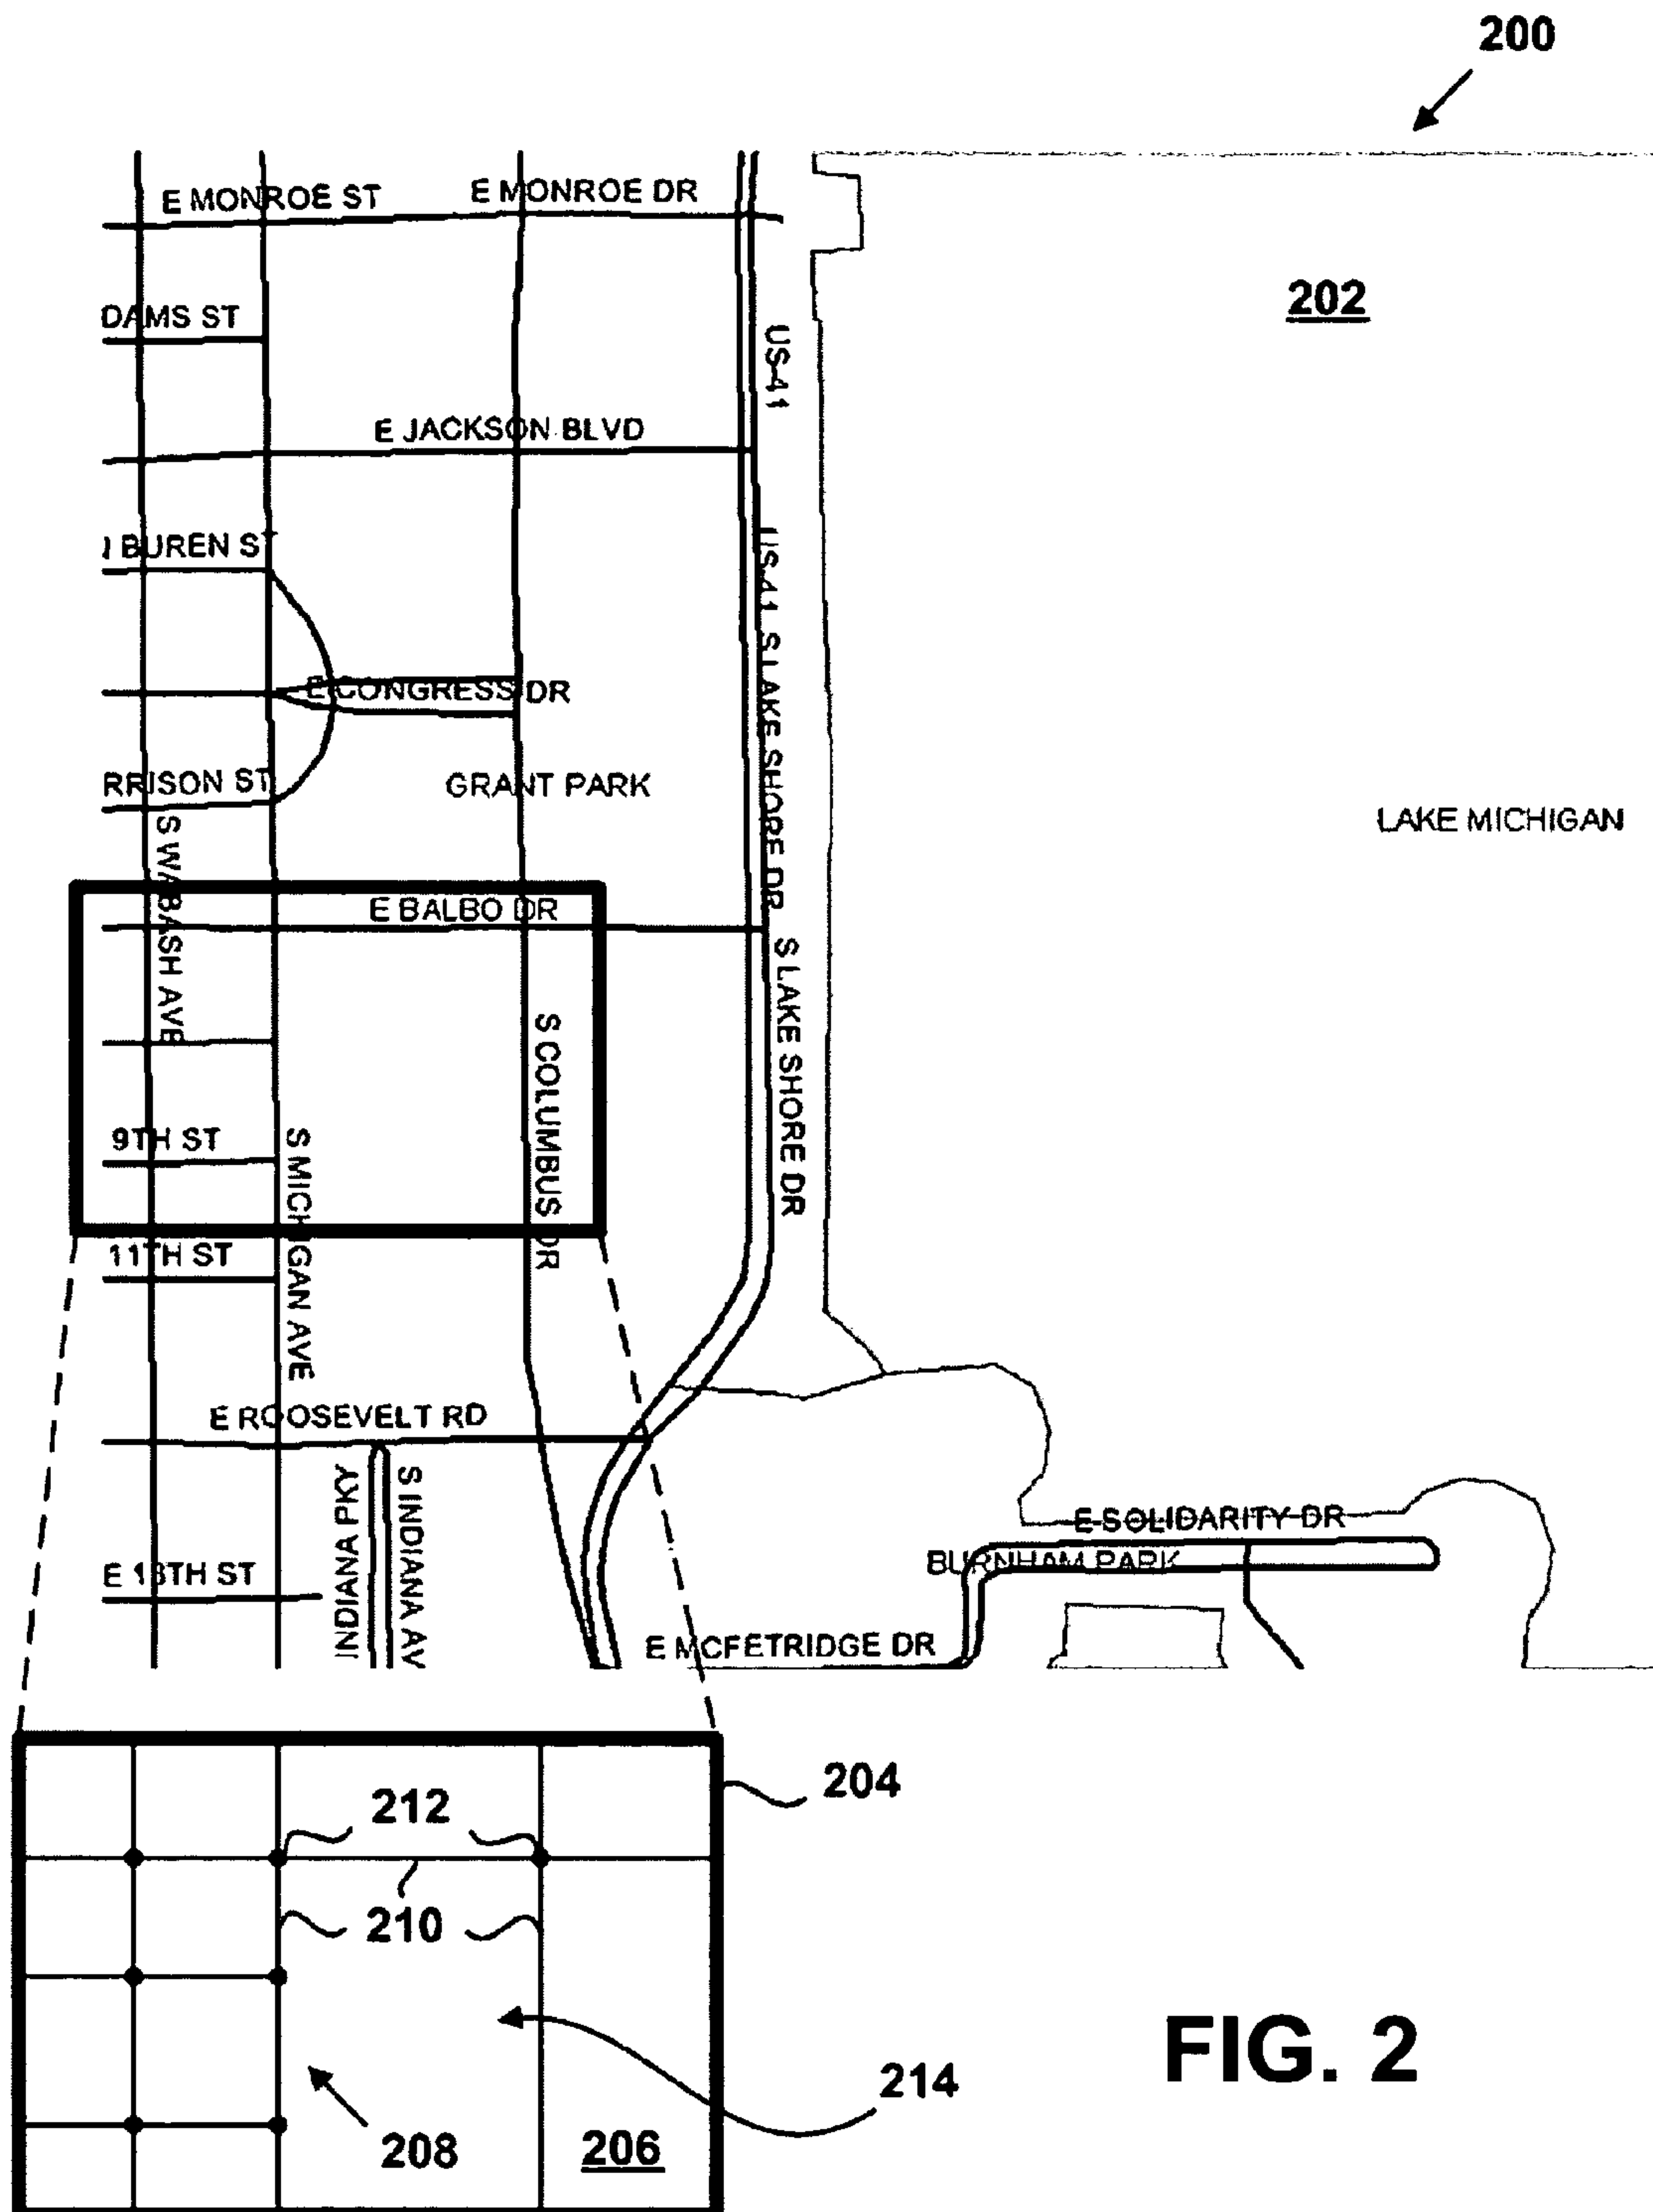 200
E MONROE ST
E MONROE DR
202
DAMS ST
US-41
E JACKSON BLVD
BUREN ST
US-41 S LAKE SHORE DR
E CONGRESS DR
RRISON ST
GRANT PARK
LAKE MICHIGAN
S WABASH AVE
E BALBO DR
S LAKE SHORE DR
S COLUMBUS DR
9TH ST
S MICHIGAN AVE
11TH ST
E ROOSEVELT RD
INDIANA PKY
S INDIANA AV
E SOLIDARITY DR
BURNHAM PARK
E 13TH ST
E MCFETRIDGE DR
204
212
210
214
208
206
FIG. 2